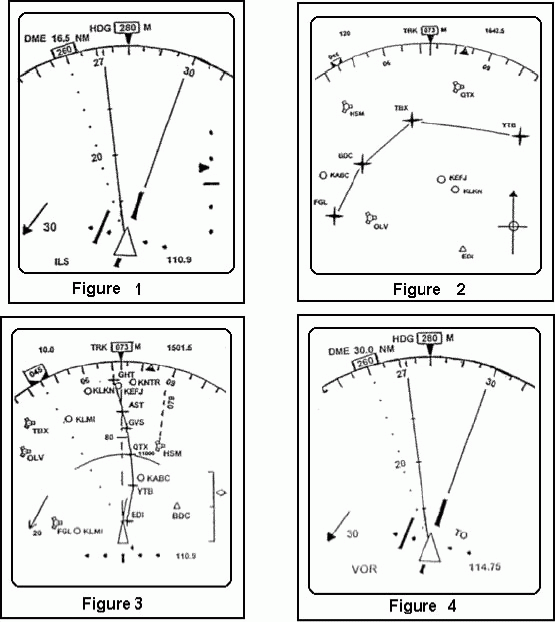 HDG 280 M
DME 16.5 NM
260
27
30
20
30
ILS
110.9
Figure 1
TRK 073 M
120
1642.5
06
09
HSM
QTX
TBX
YTB
BDC
KABC
KEFJ
KLKN
FGL
OLV
EDI
Figure 2
10.0
TRK 073 M
1501.5
045
06
09
GHT
KNTR
KLKN
KEFJ
AST
079
KLMI
GVS
TBX
80
QTX
11000
HSM
OLV
KABC
YTB
EDI
BDC
20
FGL
KLMI
110.9
Figure 3
HDG 280 M
DME 30.0 NM
260
27
30
20
30
TO
VOR
114.75
Figure 4